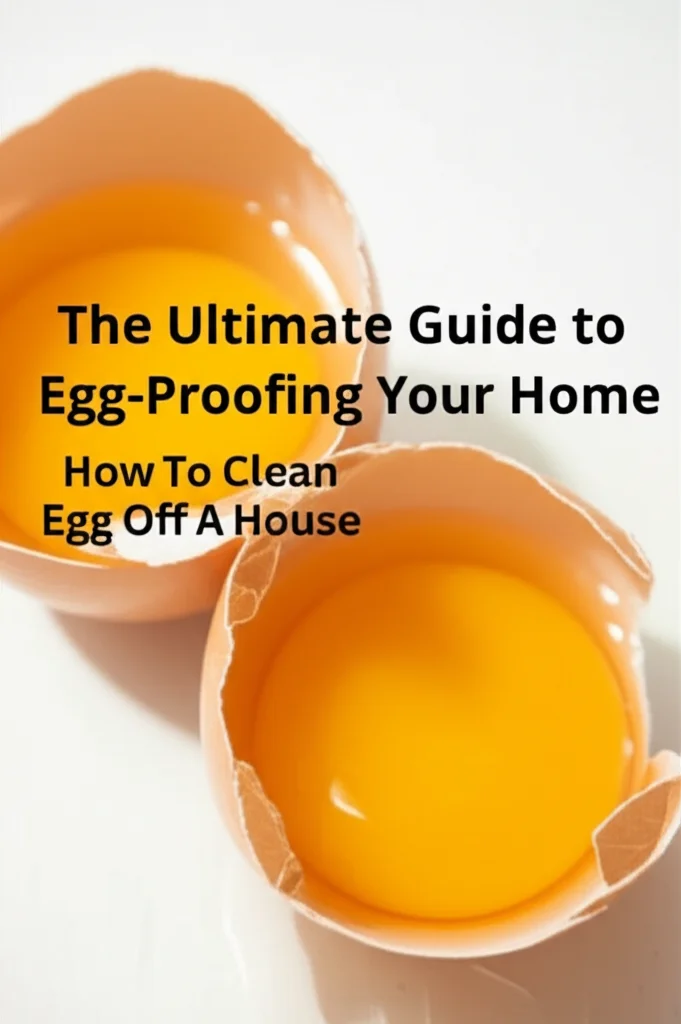 The Ultimate Guide to
Egg-Proofing Your Home
How To Clean
Egg Off A House